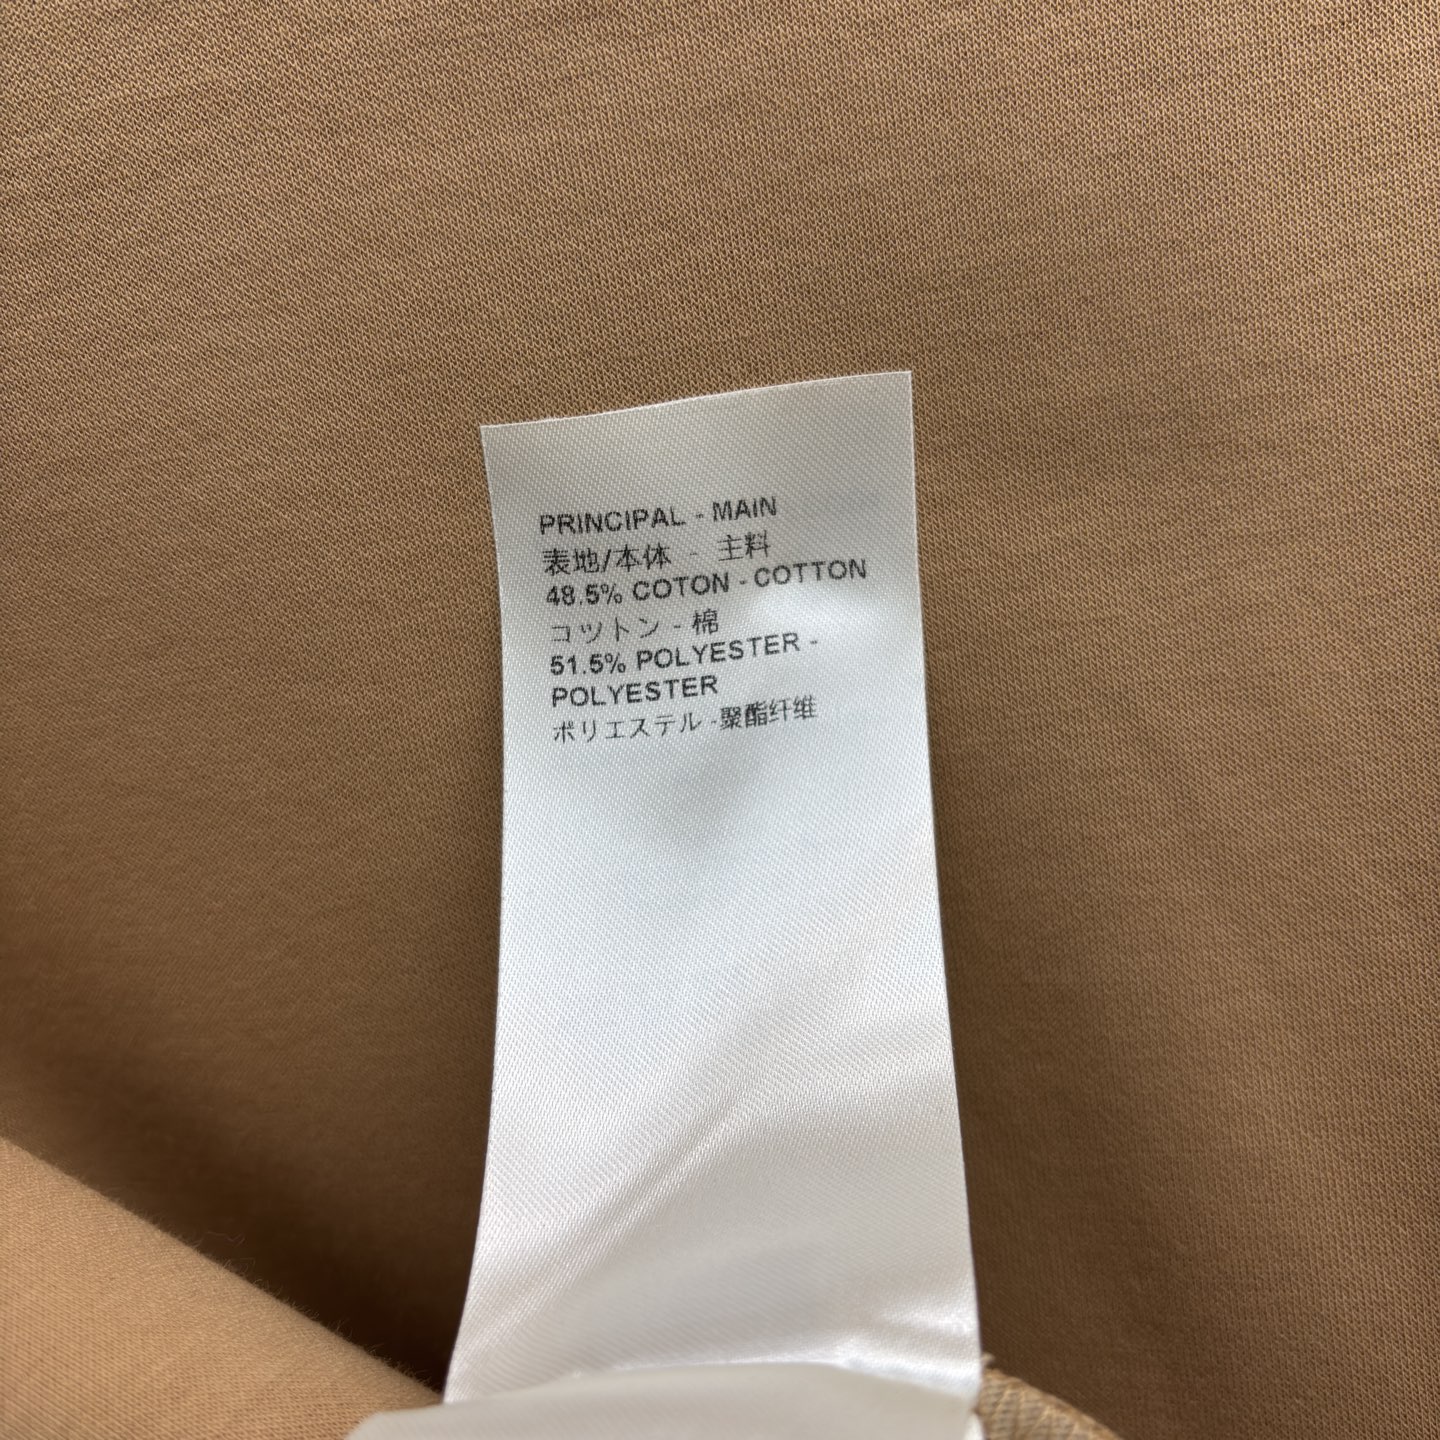 PRINCIPAL - MAIN
表地/本体 - 主料
48.5% COTON - COTTON
コツトン - 棉
51.5% POLYESTER -
POLYESTER
ポリエステル -聚酯纤维